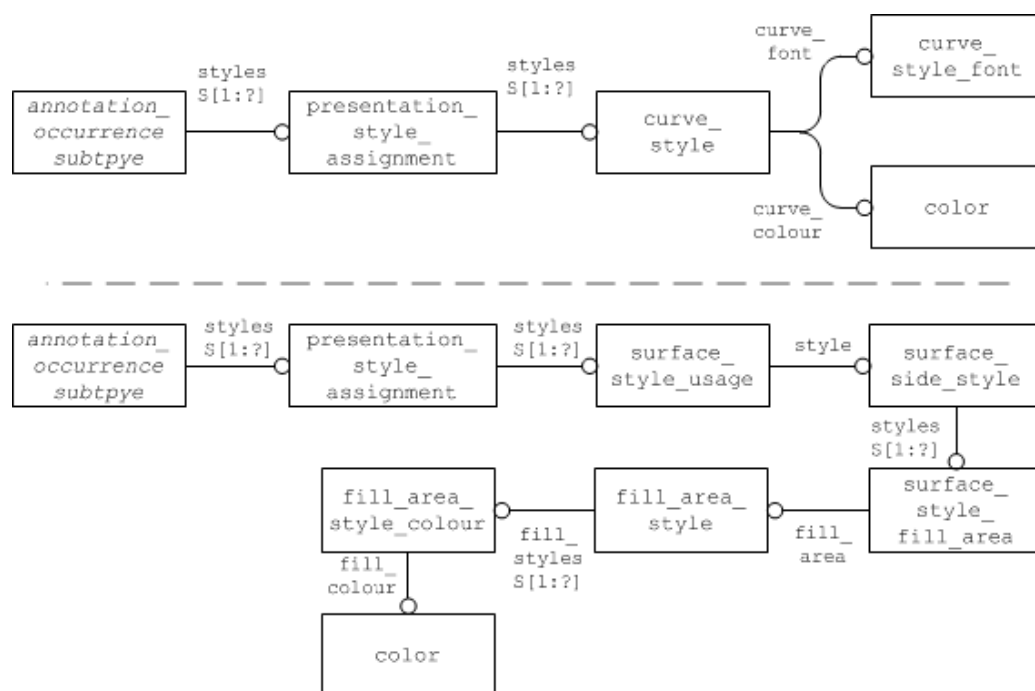 curve_
font
curve_
style_font
styles
S[1:?]
styles
S[1:?]
annotation_
occurrence
subtpye
presentation_
style_
assignment
curve_
style
curve_
colour
color
annotation_
occurrence
subtpye
styles
S[1:?]
presentation_
style_
assignment
styles
S[1:?]
surface_
style_usage
style
surface_
side_style
styles
S[1:?]
surface_
style_
fill_area
fill_
area
fill_area_
style
fill_
styles
S[1:?]
fill_area_
style_colour
fill_
colour
color